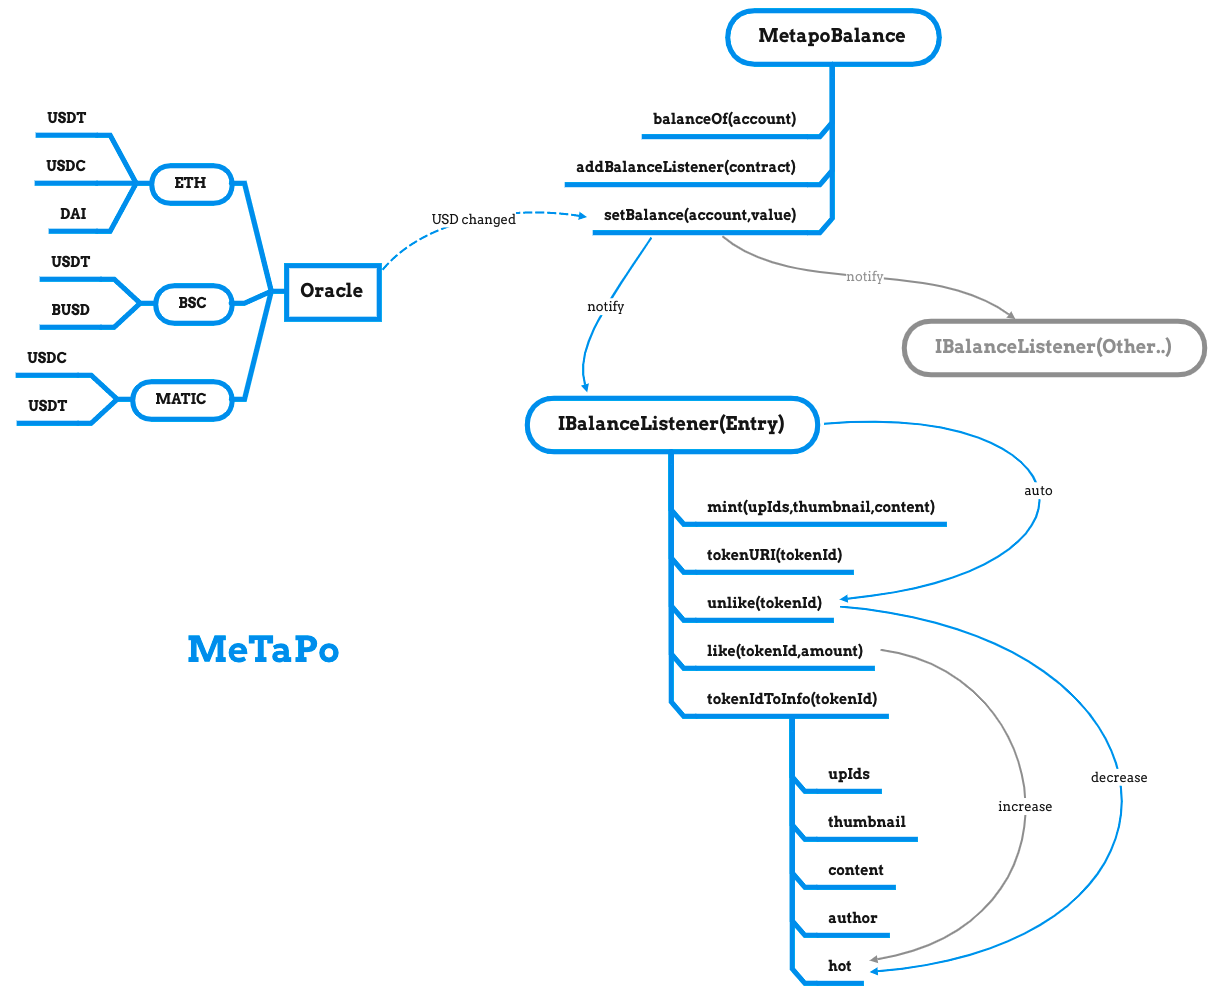 MetapoBalance
balanceOf(account)
addBalanceListener(contract)
setBalance(account,value)
USDT
USDC
DAI
ETH
USDT
BUSD
BSC
USDC
USDT
MATIC
Oracle
USD changed
notify
notify
IBalanceListener(Other..)
IBalanceListener(Entry)
auto
mint(upIds,thumbnail,content)
tokenURI(tokenId)
unlike(tokenId)
like(tokenId,amount)
tokenIdToInfo(tokenId)
MeTaPo
upIds
thumbnail
content
author
hot
increase
decrease